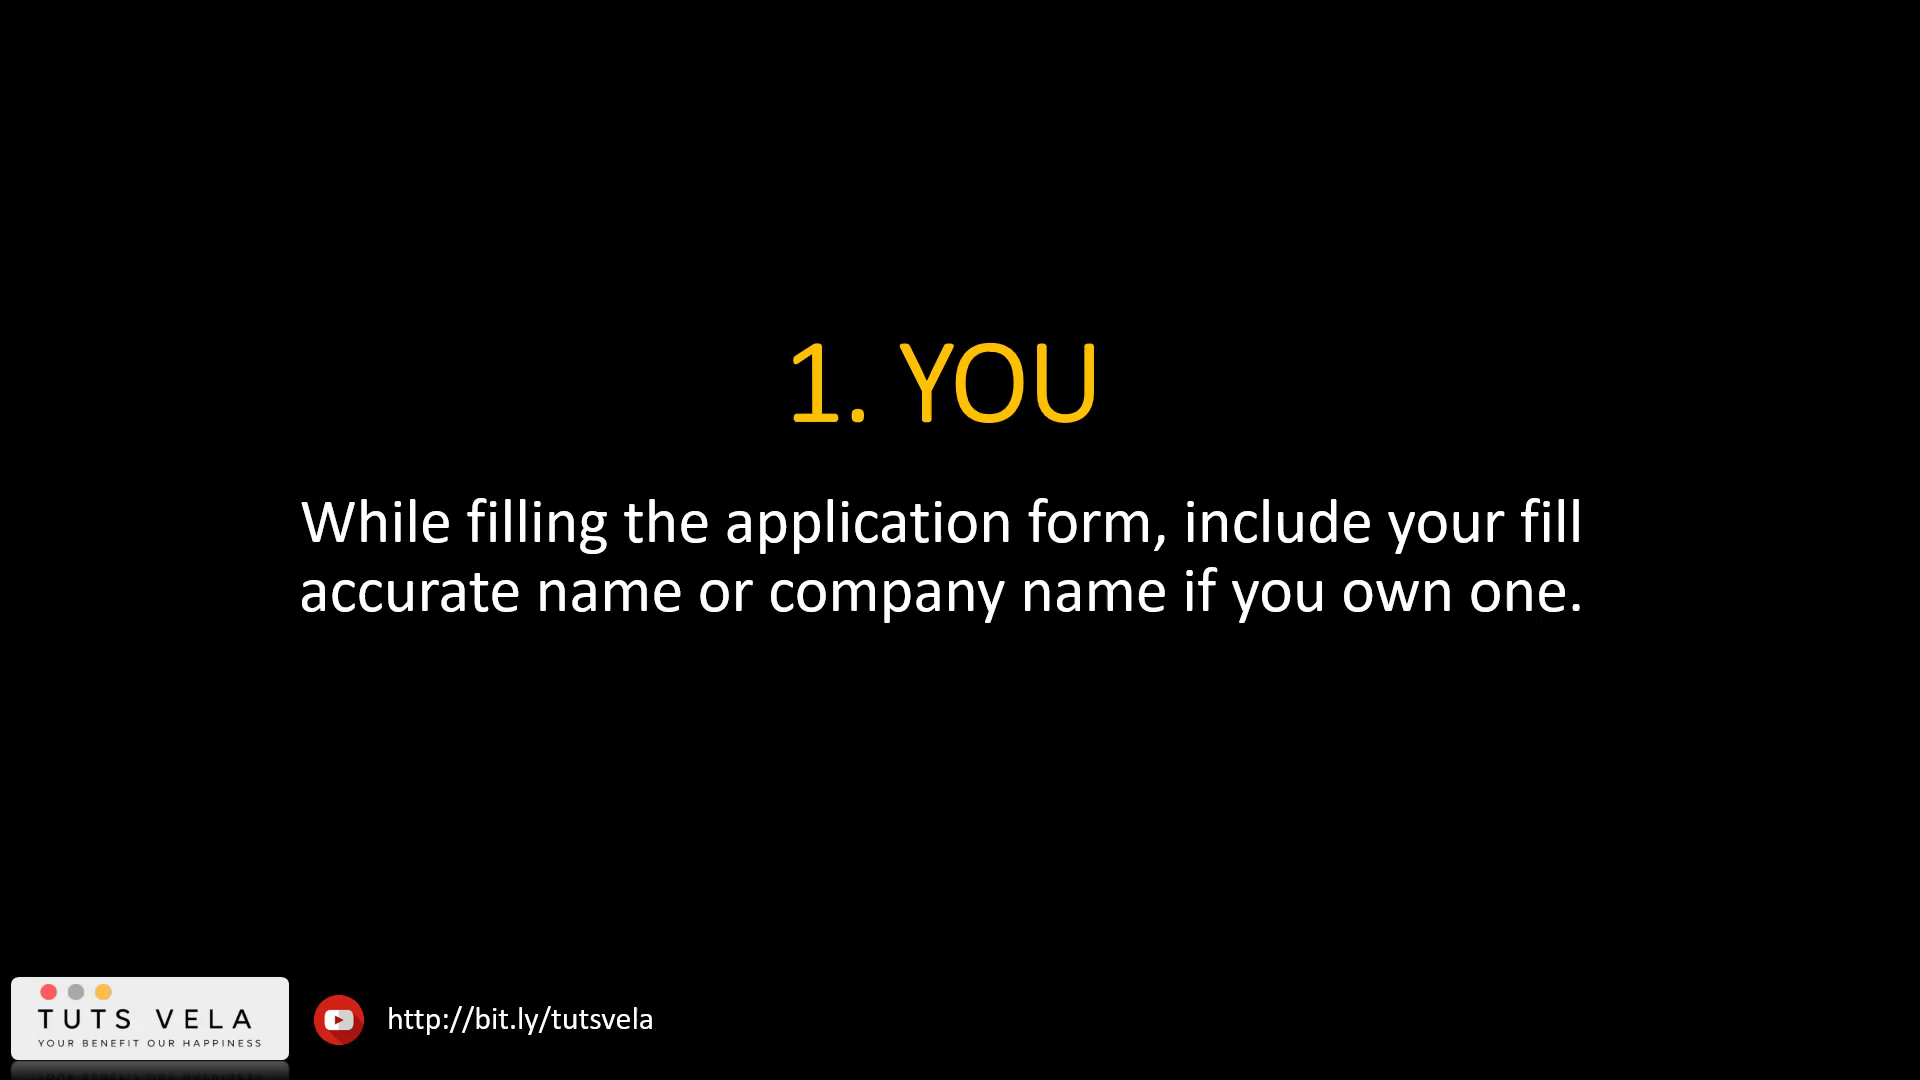 1. YOU
While filling the application form, include your fill
accurate name or company name if you own one.
TUTS VELA
YOUR BENEFIT OUR HAPPINESS
http://bit.ly/tutsvela